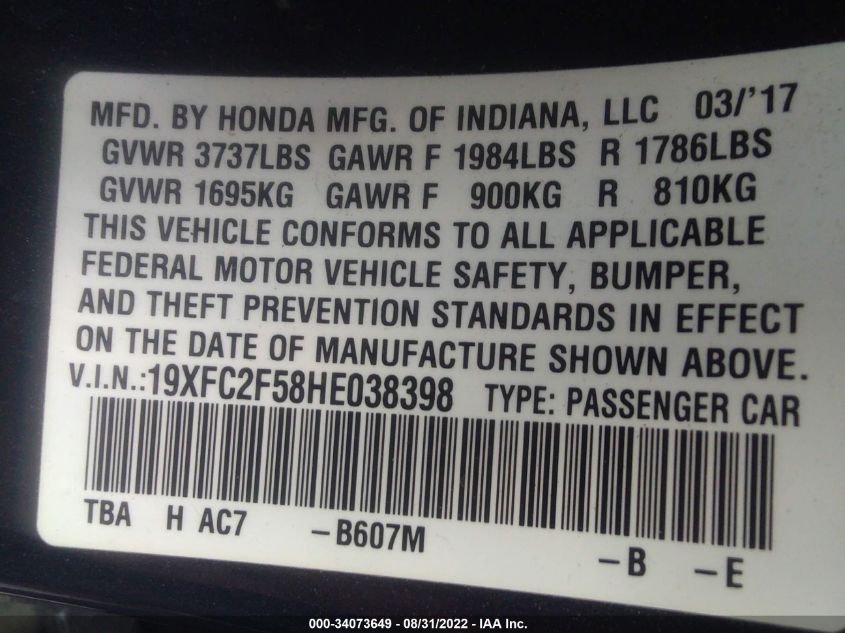 MFD. BY HONDA MFG. OF INDIANA, LLC 03/'17
GVWR 3737LBS GAWR F 1984LBS R 1786LBS
GVWR 1695KG GAWR F 900KG R 810KG
THIS VEHICLE CONFORMS TO ALL APPLICABLE
FEDERAL MOTOR VEHICLE SAFETY, BUMPER,
AND THEFT PREVENTION STANDARDS IN EFFECT
ON THE DATE OF MANUFACTURE SHOWN ABOVE.
V.I.N.:19XFC2F58HE038398 TYPE: PASSENGER CAR
TBA H AC7 -B607M -B -E
000-34073649 - 08/31/2022 - IAA Inc.